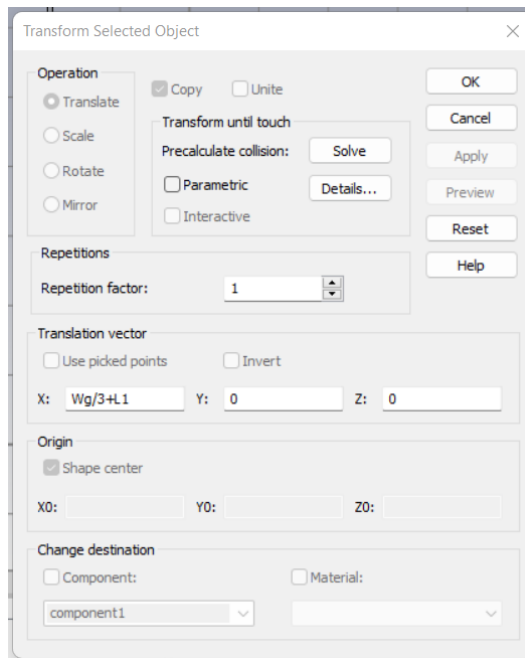 Transform Selected Object
Operation
Translate
Scale
Rotate
Mirror
Copy
Unite
Transform until touch
Precalculate collision:
Solve
Parametric
Details...
Interactive
OK
Cancel
Apply
Preview
Reset
Help
Repetitions
Repetition factor:
1
Translation vector
Use picked points
Invert
X: Wg/3+L1 Y: 0 Z: 0
Origin
Shape center
X0: Y0: Z0:
Change destination
Component:
Material:
component1